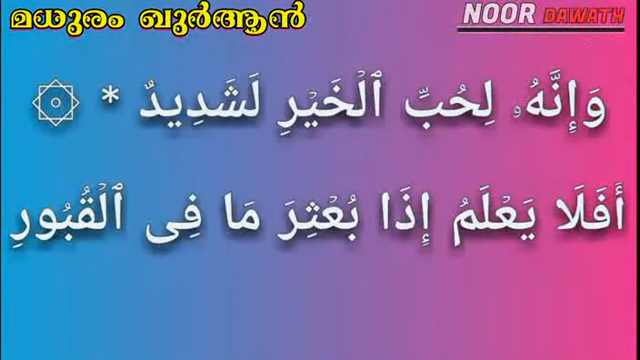 മധുരം ഖുർആൻ
NOOR DAWATH
وَإِنَّهُۥ لِحُبِّ ٱلْخَيْرِ لَشَدِيدٌ * ۞
أَفَلَا يَعْلَمُ إِذَا بُعْثِرَ مَا فِى ٱلْقُبُورِ